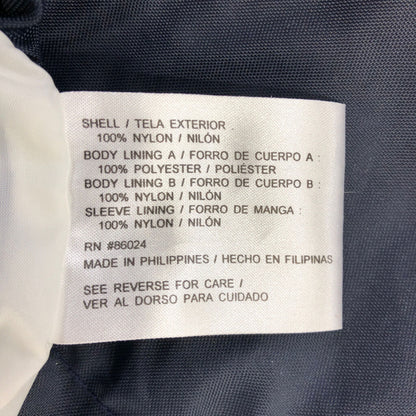 SHELL / TELA EXTERIOR :
100% NYLON / NILÓN
BODY LINING A / FORRO DE CUERPO A :
100% POLYESTER / POLIÉSTER
BODY LINING B / FORRO DE CUERPO B :
100% NYLON / NILÓN
SLEEVE LINING / FORRO DE MANGA :
100% NYLON / NILÓN
RN #86024
MADE IN PHILIPPINES / HECHO EN FILIPINAS
SEE REVERSE FOR CARE /
VER AL DORSO PARA CUIDADO